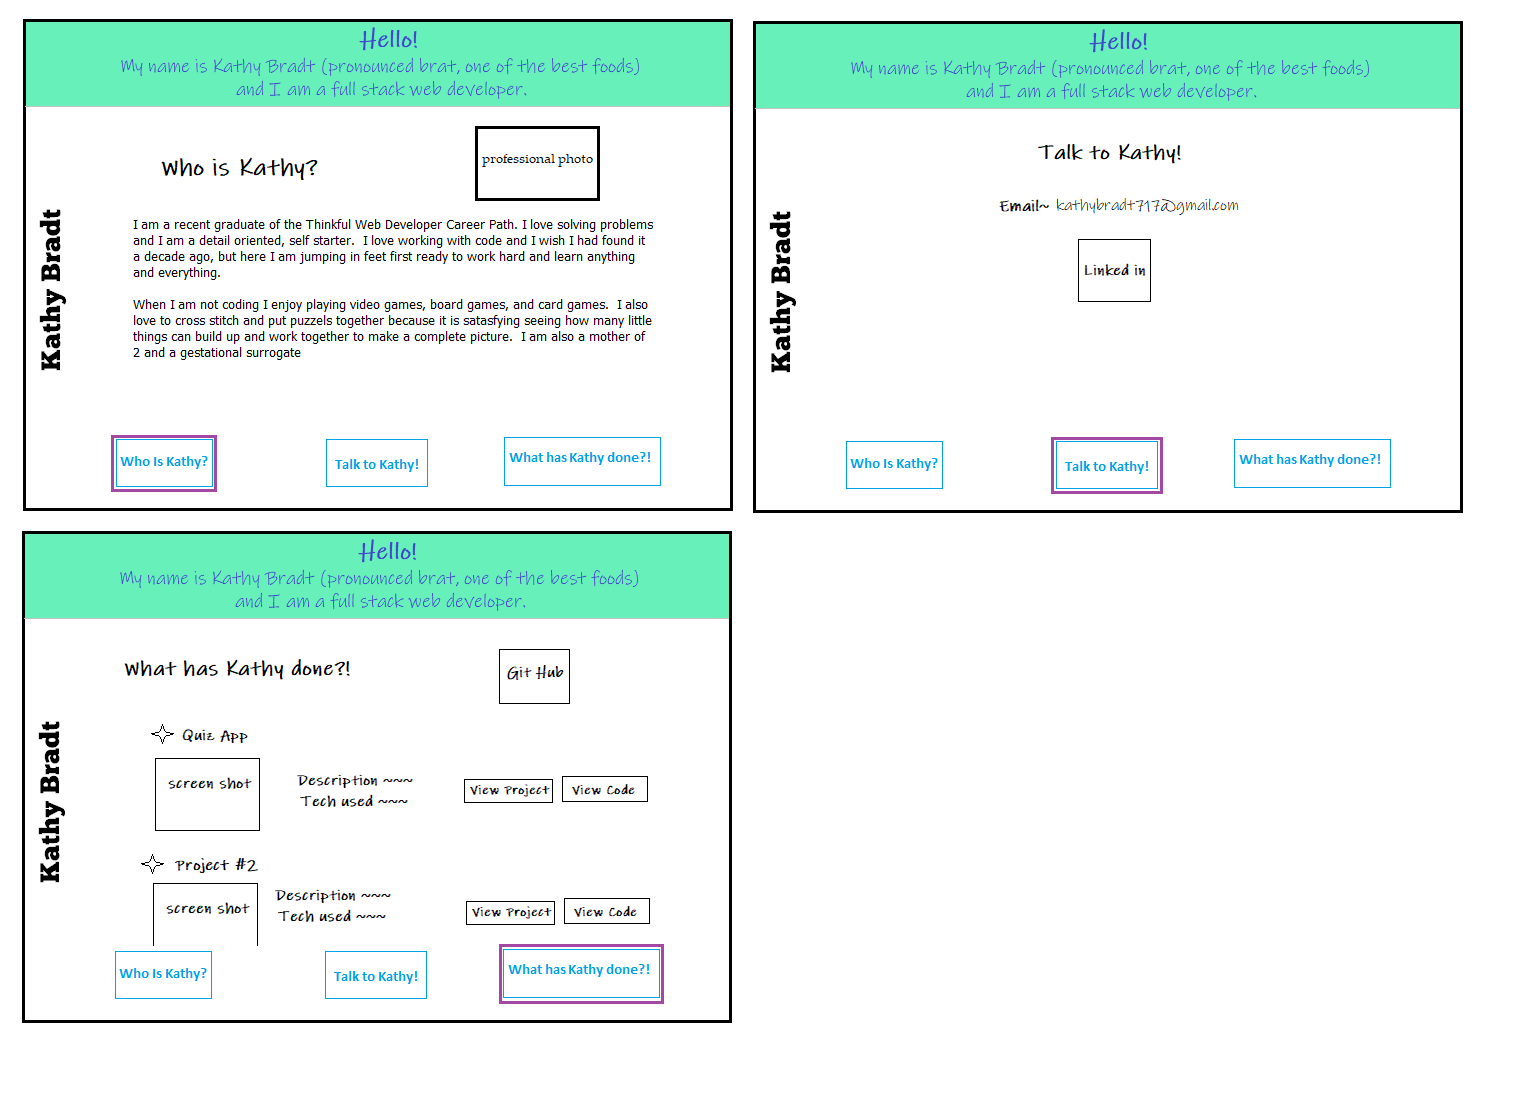 Hello!
My name is Kathy Bradt (pronounced brat, one of the best foods)
and I am a full stack web developer.
Kathy Bradt
Who is Kathy?
professional photo
I am a recent graduate of the Thinkful Web Developer Career Path. I love solving problems
and I am a detail oriented, self starter.  I love working with code and I wish I had found it
a decade ago, but here I am jumping in feet first ready to work hard and learn anything
and everything.
When I am not coding I enjoy playing video games, board games, and card games.  I also
love to cross stitch and put puzzels together because it is satasfying seeing how many little
things can build up and work together to make a complete picture.  I am also a mother of
2 and a gestational surrogate
Who Is Kathy?
Talk to Kathy!
What has Kathy done?!
Hello!
My name is Kathy Bradt (pronounced brat, one of the best foods)
and I am a full stack web developer.
Kathy Bradt
Talk to Kathy!
Email~ kathybradt717@gmail.com
Linked in
Who Is Kathy?
Talk to Kathy!
What has Kathy done?!
Hello!
My name is Kathy Bradt (pronounced brat, one of the best foods)
and I am a full stack web developer.
Kathy Bradt
What has Kathy done?!
Git Hub
Quiz App
screen shot
Description ~~~
Tech used ~~~
View Project
View Code
Project #2
screen shot
Description ~~~
Tech used ~~~
View Project
View Code
Who Is Kathy?
Talk to Kathy!
What has Kathy done?!